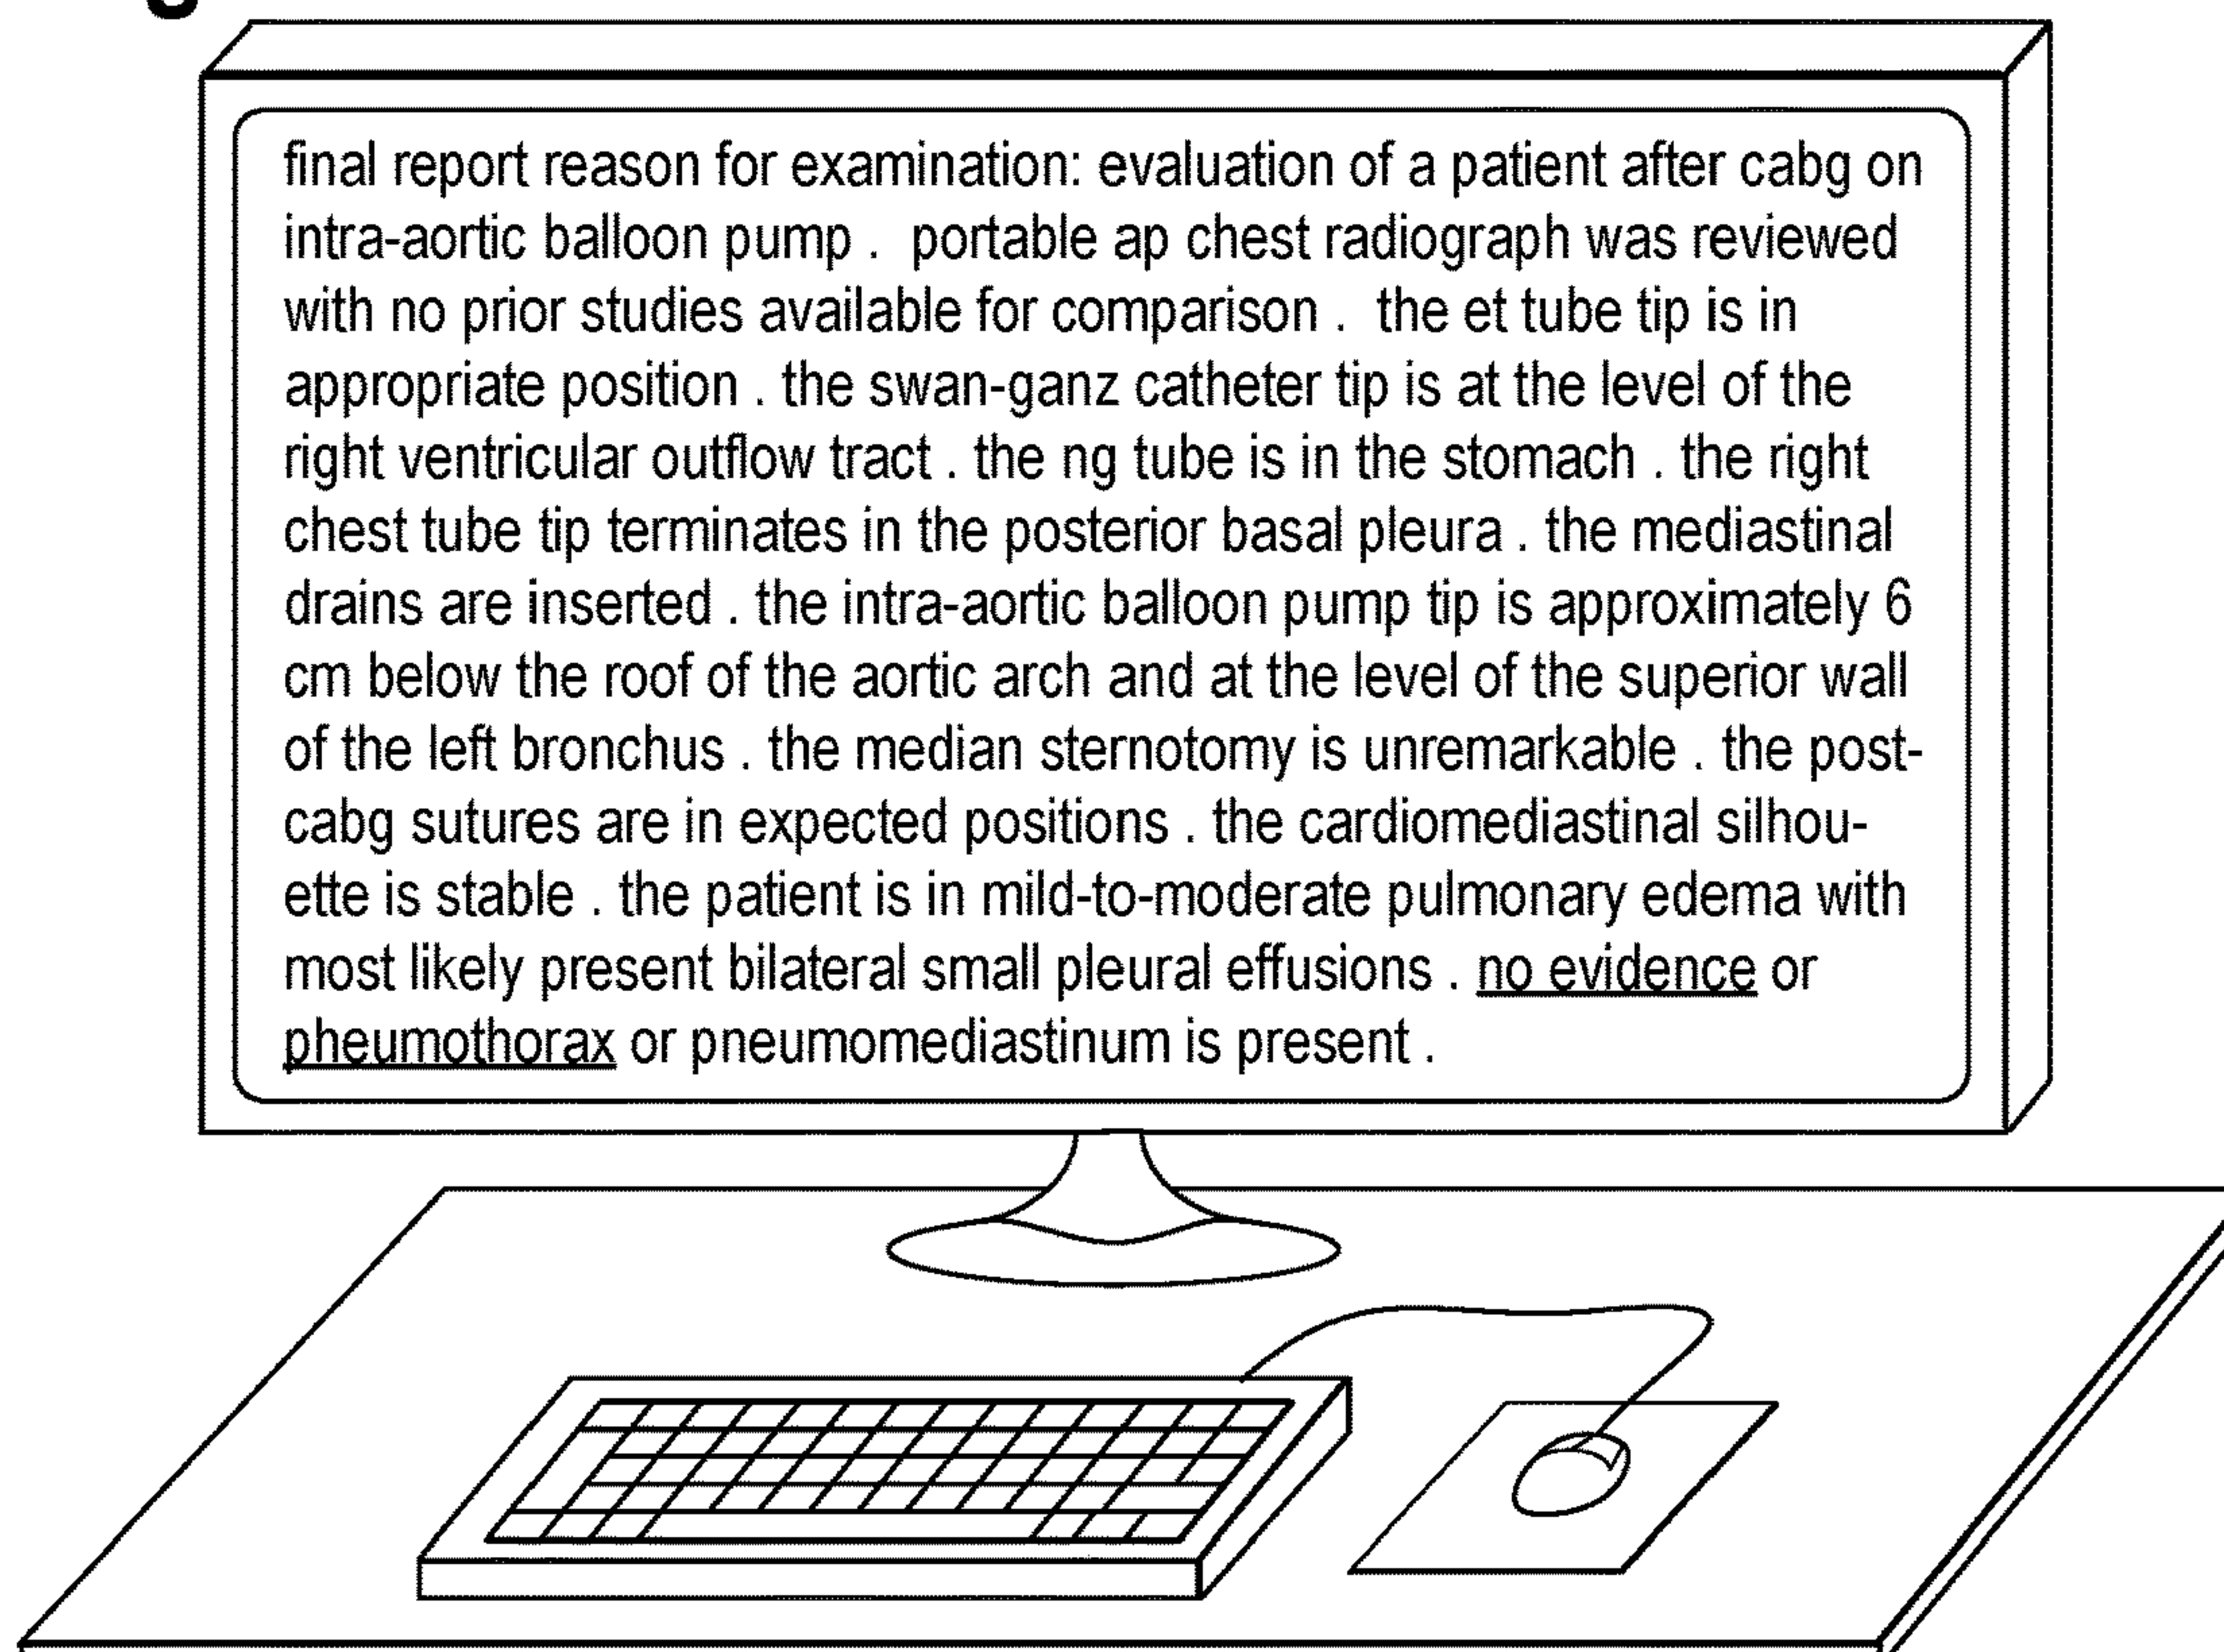 final report reason for examination: evaluation of a patient after cabg on
intra-aortic balloon pump .  portable ap chest radiograph was reviewed
with no prior studies available for comparison .  the et tube tip is in
appropriate position . the swan-ganz catheter tip is at the level of the
right ventricular outflow tract . the ng tube is in the stomach . the right
chest tube tip terminates in the posterior basal pleura . the mediastinal
drains are inserted . the intra-aortic balloon pump tip is approximately 6
cm below the roof of the aortic arch and at the level of the superior wall
of the left bronchus . the median sternotomy is unremarkable . the post-
cabg sutures are in expected positions . the cardiomediastinal silhou-
ette is stable . the patient is in mild-to-moderate pulmonary edema with
most likely present bilateral small pleural effusions . no evidence or
pheumothorax or pneumomediastinum is present .